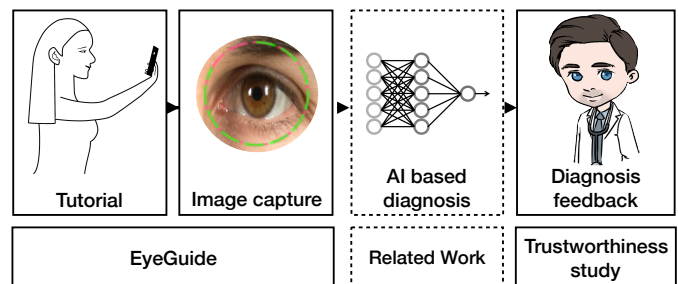 Tutorial
Image capture
AI based
diagnosis
Diagnosis
feedback
EyeGuide
Related Work
Trustworthiness
study